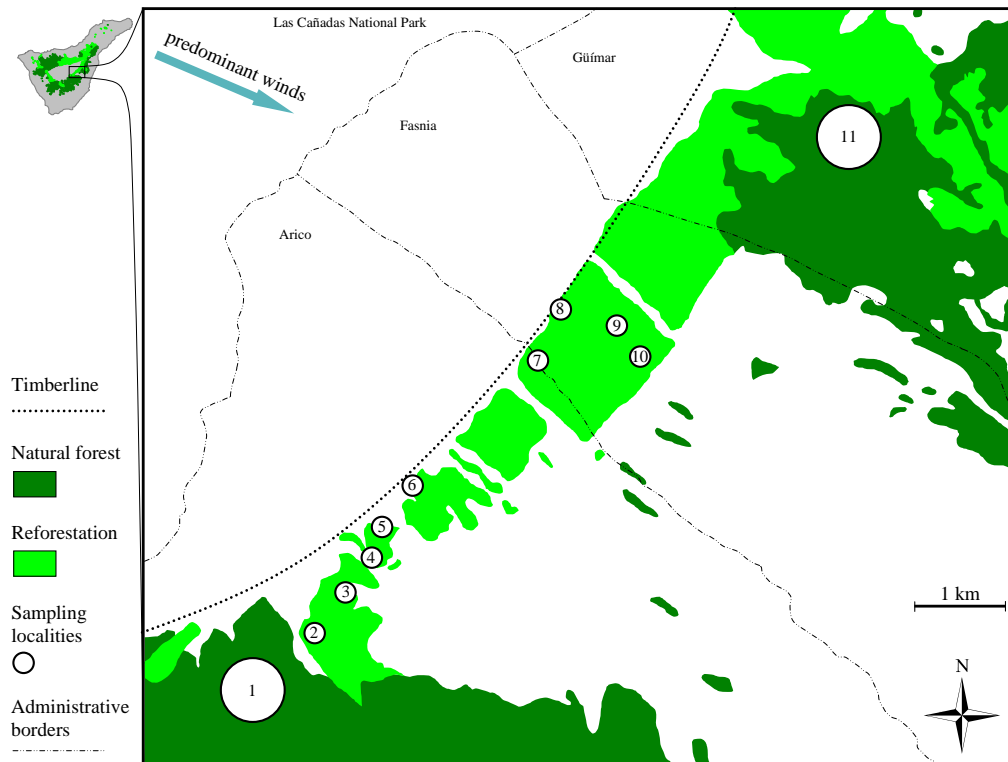 Las Cañadas National Park
predominant winds
Güímar
Fasnia
11
Arico
8
9
10
7
Timberline
6
Natural forest
5
4
Reforestation
3
1 km
Sampling
localities
2
N
1
Administrative
borders